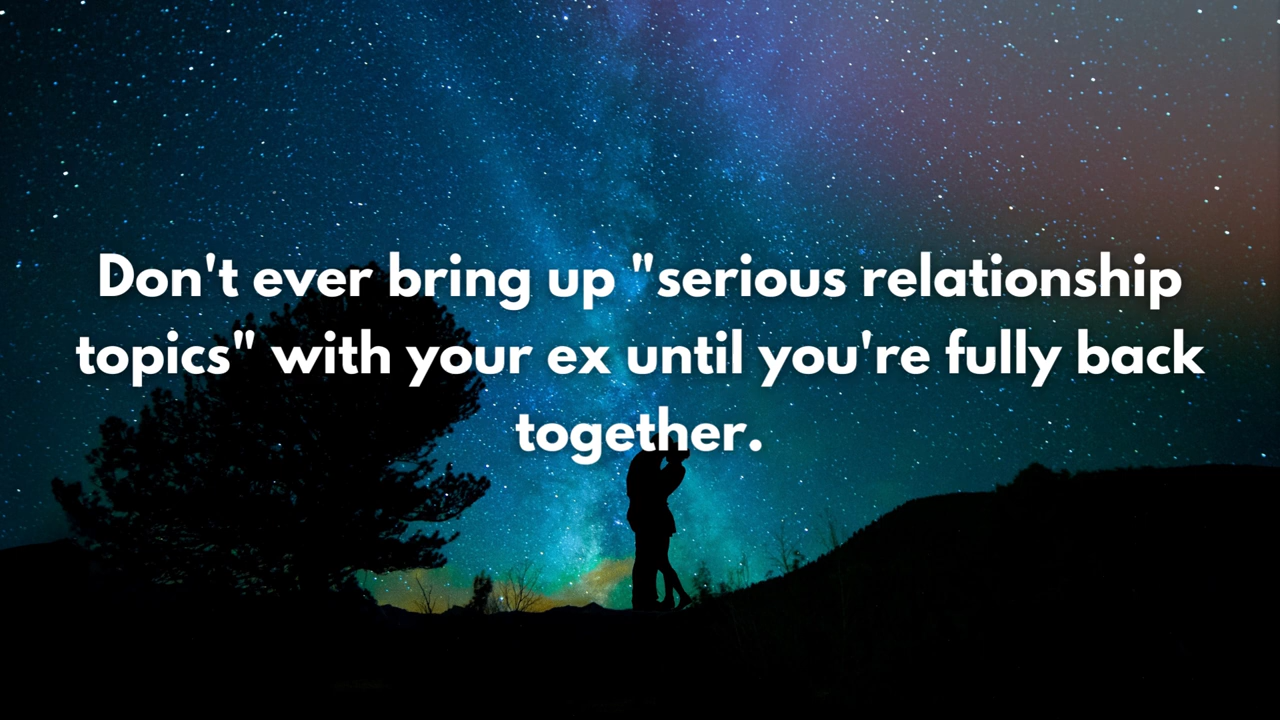 Don't ever bring up "serious relationship
topics" with your ex until you're fully back
together.